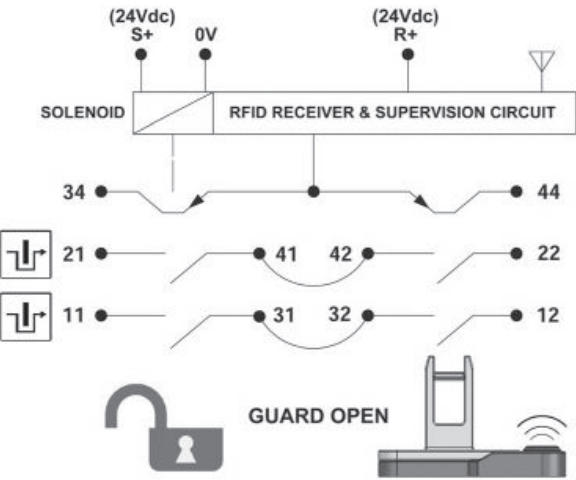 (24Vdc) (24Vdc)
S+ 0V R+
SOLENOID RFID RECEIVER & SUPERVISION CIRCUIT
34 44
21 41 42 22
11 31 32 12
GUARD OPEN